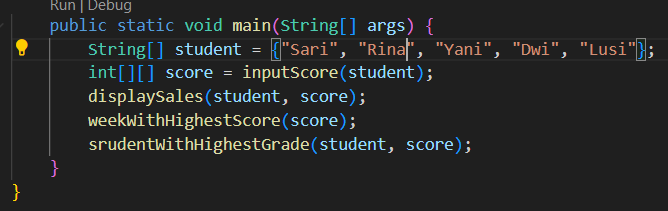 Run | Debug
public static void main(String[] args) {
String[] student = {"Sari", "Rina", "Yani", "Dwi", "Lusi"};
int[][] score = inputScore(student);
displaySales(student, score);
weekWithHighestScore(score);
srudentWithHighestGrade(student, score);
}
}